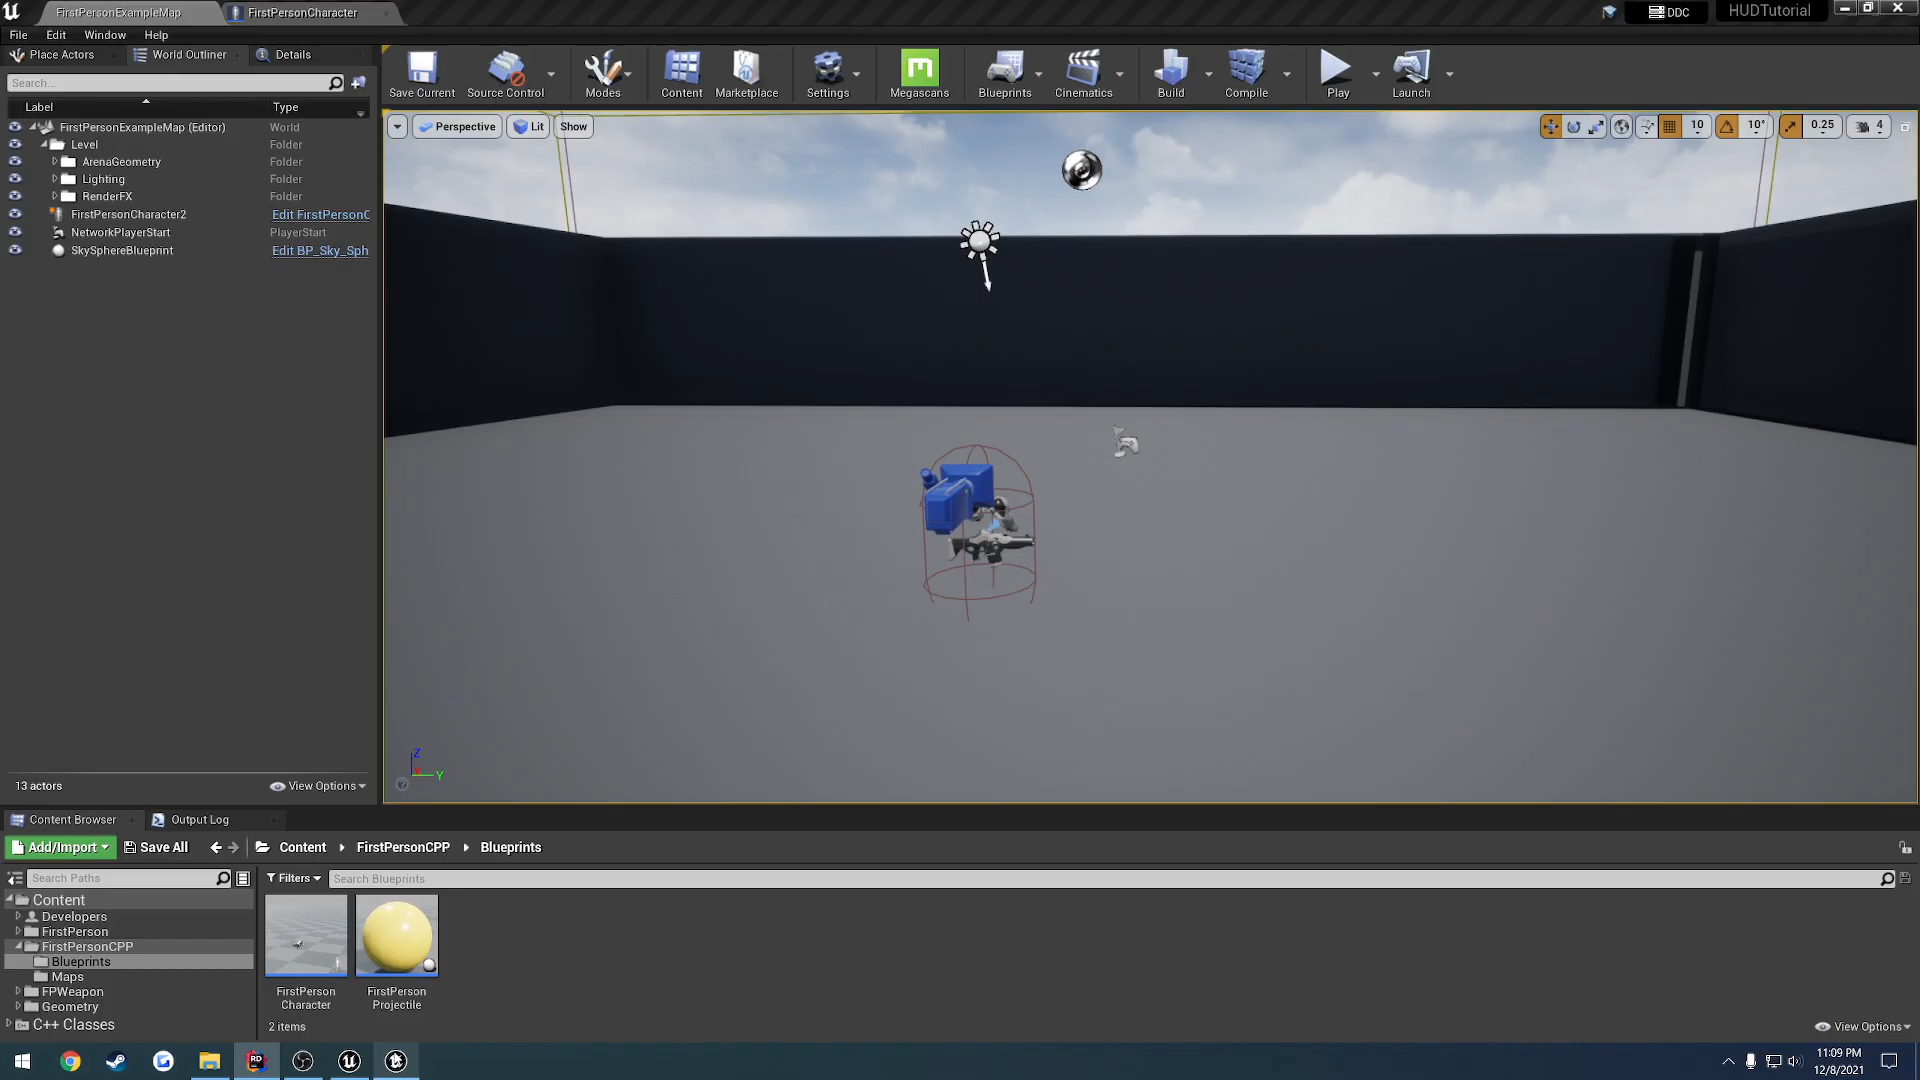 FirstPersonExampleMap
FirstPersonCharacter
DDC
HUDTutorial
File Edit Window Help
Place Actors
World Outliner
Details
Save Current
Source Control
Modes
Content
Marketplace
Settings
Megascans
Blueprints
Cinematics
Build
Compile
Play
Launch
Search...
Label Type
Perspective Lit Show
10 10° 0.25 4
FirstPersonExampleMap (Editor) World
Level Folder
ArenaGeometry Folder
Lighting Folder
RenderFX Folder
FirstPersonCharacter2 Edit FirstPersonC
NetworkPlayerStart PlayerStart
SkySphereBlueprint Edit BP_Sky_Sph
Z
X
Y
13 actors
View Options
Content Browser
Output Log
Add/Import
Save All
Content
FirstPersonCPP
Blueprints
Search Paths
Filters
Search Blueprints
Content
Developers
FirstPerson
FirstPersonCPP
Blueprints
Maps
FPWeapon
Geometry
C++ Classes
FirstPerson
Character
FirstPerson
Projectile
2 items
View Options
RD
11:09 PM
12/8/2021